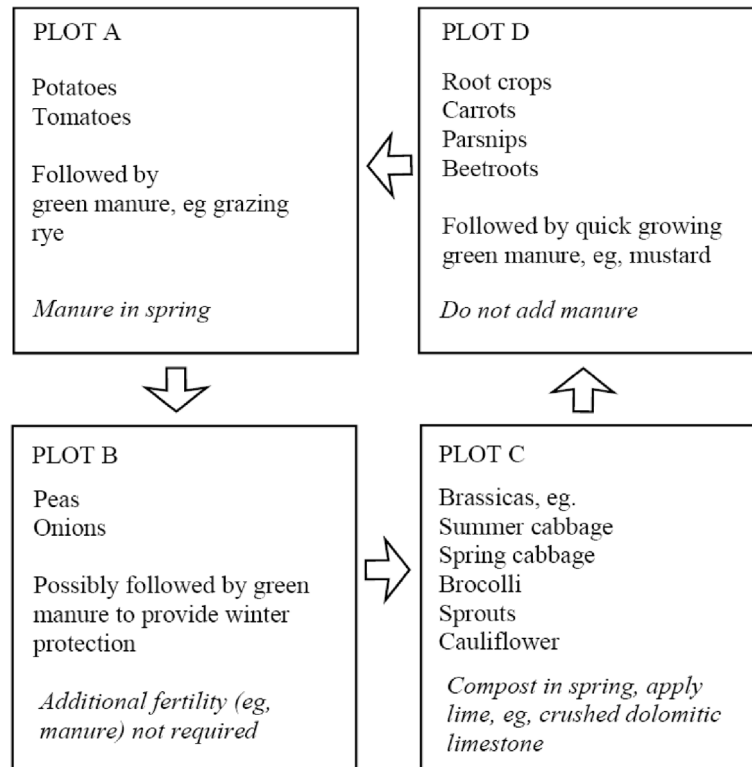 PLOT A
Potatoes
Tomatoes
Followed by
green manure, eg grazing
rye
Manure in spring
PLOT D
Root crops
Carrots
Parsnips
Beetroots
Followed by quick growing
green manure, eg, mustard
Do not add manure
PLOT B
Peas
Onions
Possibly followed by green
manure to provide winter
protection
Additional fertility (eg,
manure) not required
PLOT C
Brassicas, eg.
Summer cabbage
Spring cabbage
Brocolli
Sprouts
Cauliflower
Compost in spring, apply
lime, eg, crushed dolomitic
limestone